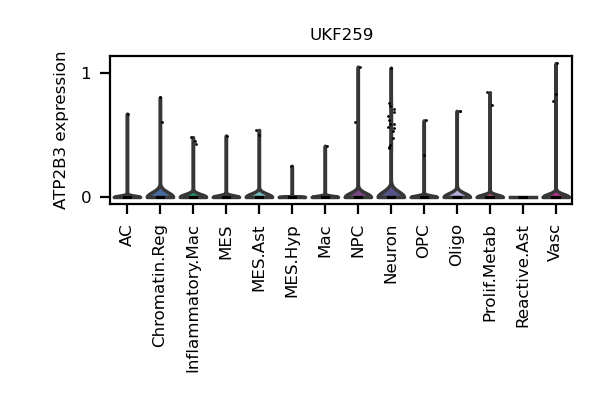 UKF259
ATP2B3 expression
1
0
AC
Chromatin.Reg
Inflammatory.Mac
MES
MES.Ast
MES.Hyp
Mac
NPC
Neuron
OPC
Oligo
Prolif.Metab
Reactive.Ast
Vasc